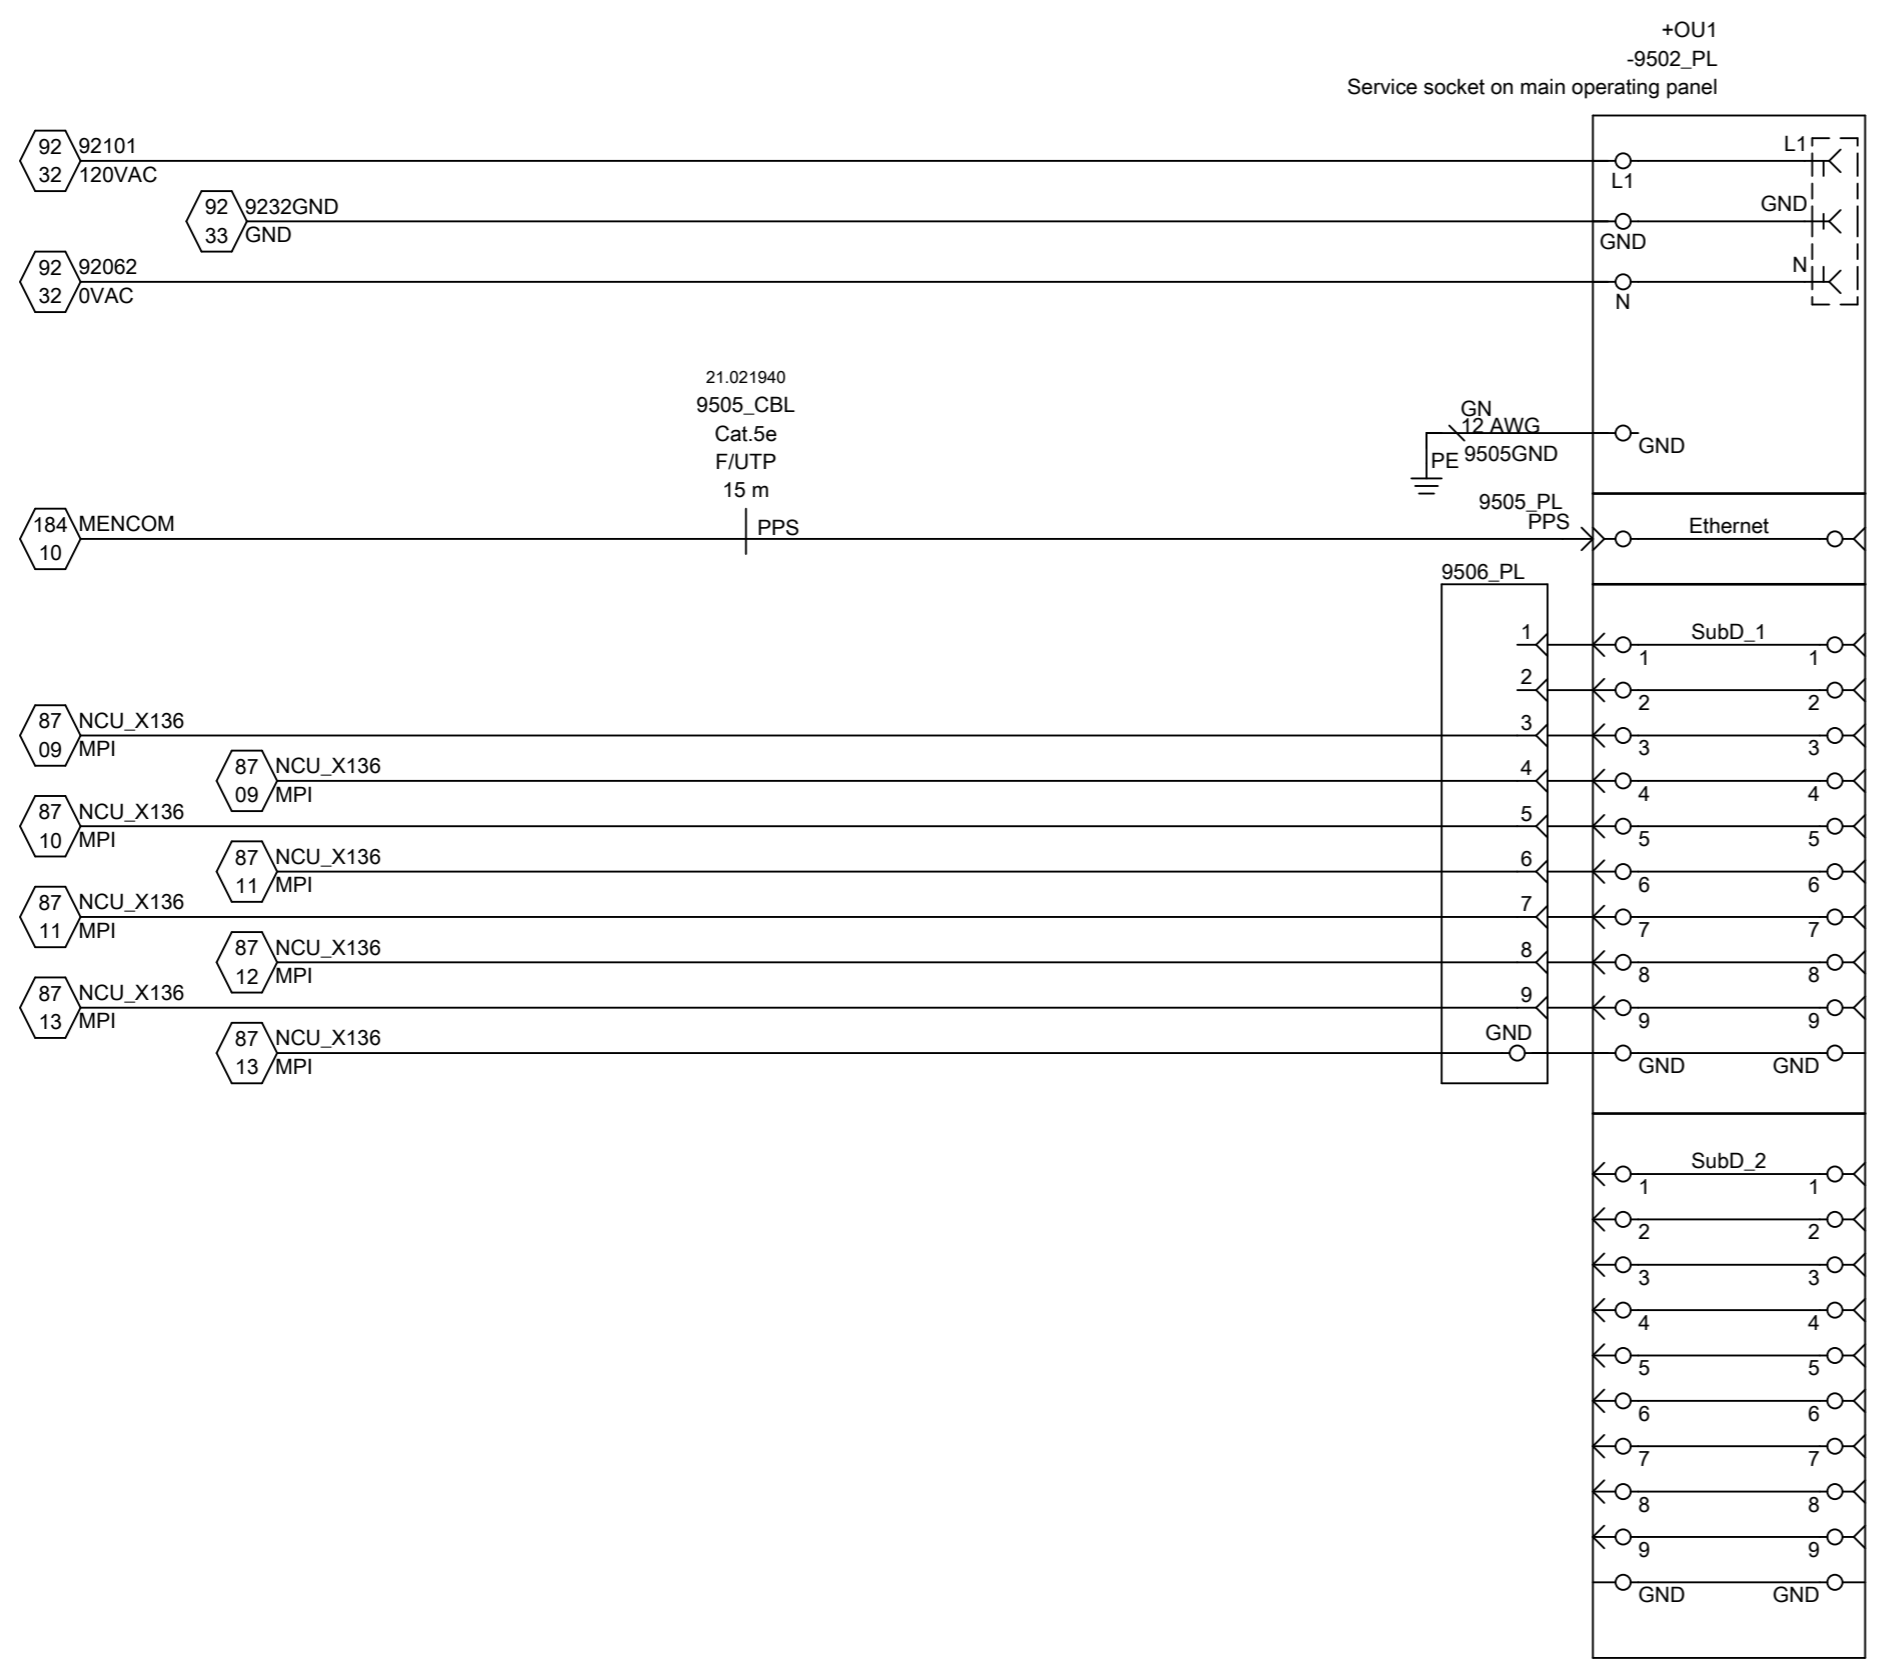 +OU1
-9502_PL
Service socket on main operating panel
92 92101 L1
32 120VAC L1
92 9232GND GND
33 GND GND
92 92062 N
32 0VAC N
21.021940
9505_CBL
Cat.5e
F/UTP
15 m
GN
12 AWG
PE 9505GND
GND
9505_PL
184 MENCOM PPS PPS Ethernet
10
9506_PL
1 SubD_1
1 1
2
2 2
87 NCU_X136 3
09 MPI 3 3
87 NCU_X136 4
09 MPI 4 4
87 NCU_X136 5
10 MPI 5 5
87 NCU_X136 6
11 MPI 6 6
87 NCU_X136 7
11 MPI 7 7
87 NCU_X136 8
12 MPI 8 8
87 NCU_X136 9
13 MPI 9 9
87 NCU_X136 GND
13 MPI GND GND
SubD_2
1 1
2 2
3 3
4 4
5 5
6 6
7 7
8 8
9 9
GND GND